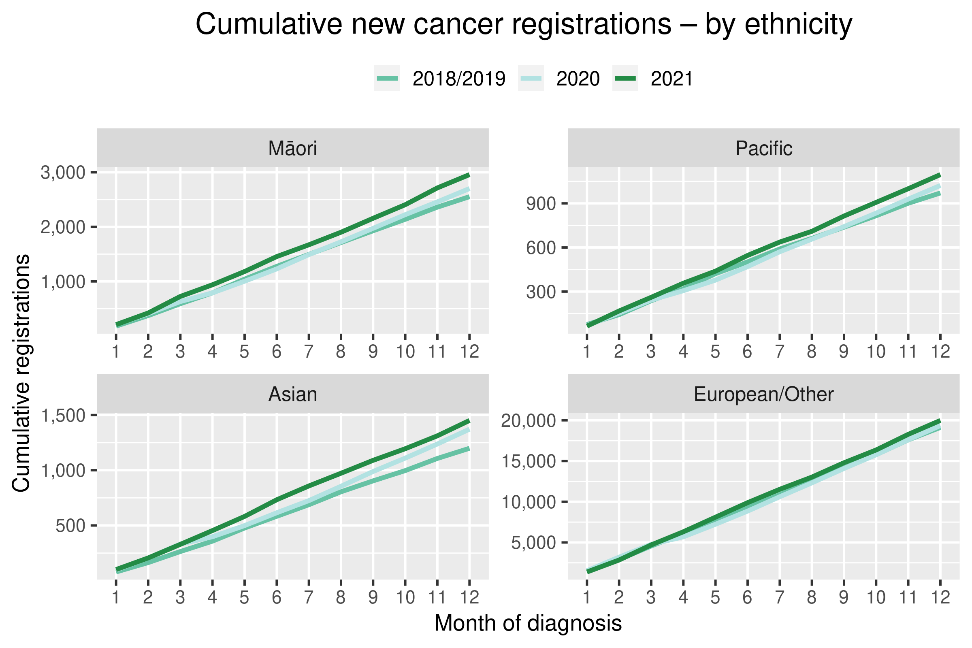 Cumulative new cancer registrations – by ethnicity
2018/2019 2020 2021
Māori
3,000
2,000
1,000
1 2 3 4 5 6 7 8 9 10 11 12
Pacific
900
600
300
1 2 3 4 5 6 7 8 9 10 11 12
Asian
1,500
1,000
500
1 2 3 4 5 6 7 8 9 10 11 12
European/Other
20,000
15,000
10,000
5,000
1 2 3 4 5 6 7 8 9 10 11 12
Cumulative registrations
Month of diagnosis